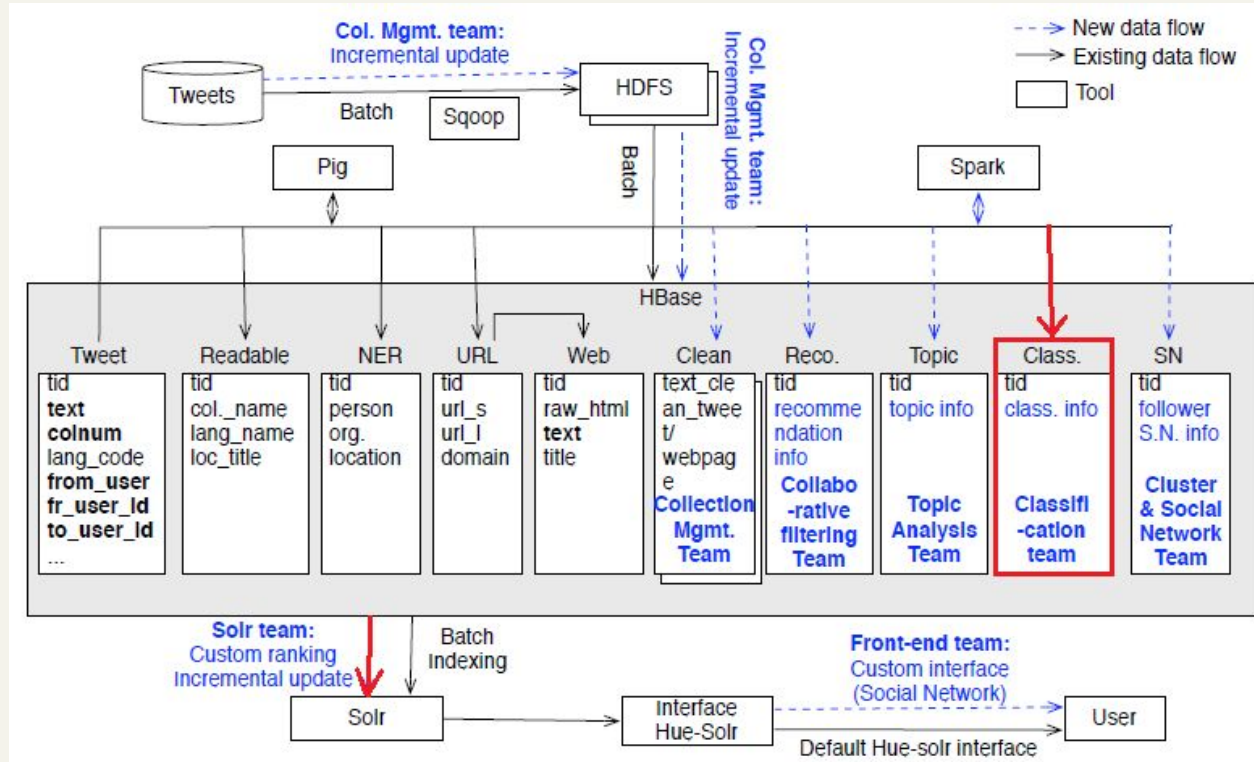 Col. Mgmt. team:
Incremental update
New data flow
Existing data flow
Tool
Tweets
Batch
Sqoop
HDFS
Batch
Col. Mgmt. team:
Incremental update
Pig
Spark
HBase
Tweet
tid
text
colnum
lang_code
from_user
fr_user_id
to_user_id
...
Readable
tid
col._name
lang_name
loc_title
NER
tid
person
org.
location
URL
tid
url_s
url_l
domain
Web
tid
raw_html
text
title
Clean
text_cle
an_twee
t/
webpag
e
Collection
Mgmt.
Team
Reco.
tid
recomme
ndation
info
Collabo
-rative
filtering
Team
Topic
tid
topic info
Topic
Analysis
Team
Class.
tid
class. info
Classifi
-cation
team
SN
tid
follower
S.N. info
Cluster
& Social
Network
Team
Solr team:
Custom ranking
Incremental update
Batch
Indexing
Solr
Interface
Hue-Solr
Front-end team:
Custom interface
(Social Network)
Default Hue-solr interface
User